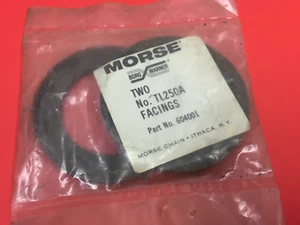 MORSE
BORG WARNER
TWO
No. TL250A
FACINGS
Part No. 604001
MORSE CHAIN • ITHACA, N.Y.